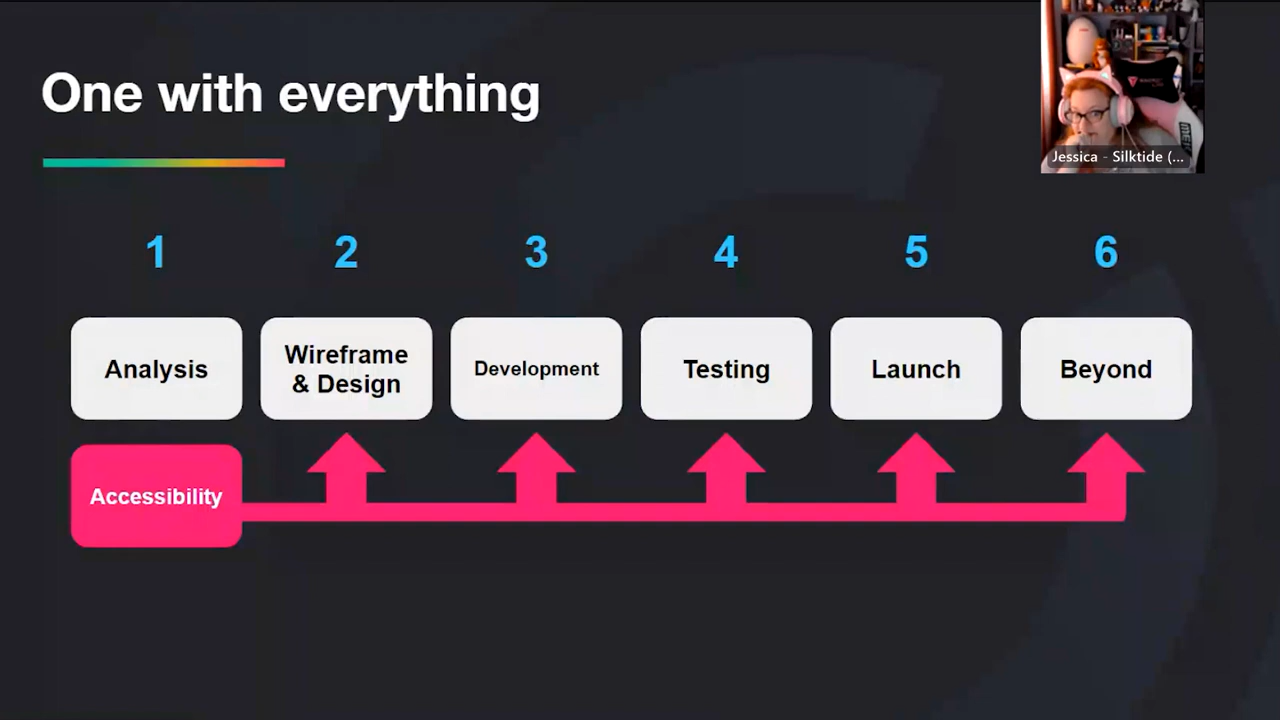 One with everything
1 2 3 4 5 6
Analysis
Wireframe
& Design
Development
Testing
Launch
Beyond
Accessibility
Jessica - Silktide (...